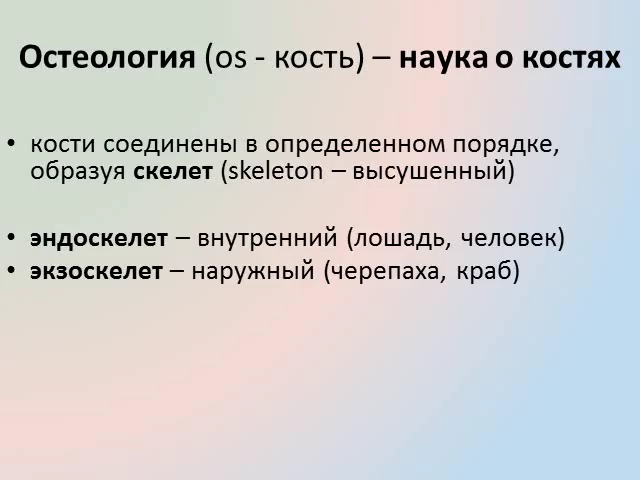 Остеология (os - кость) – наука о костях
• кости соединены в определенном порядке,
образуя скелет (skeleton – высушенный)
• эндоскелет – внутренний (лошадь, человек)
• экзоскелет – наружный (черепаха, краб)